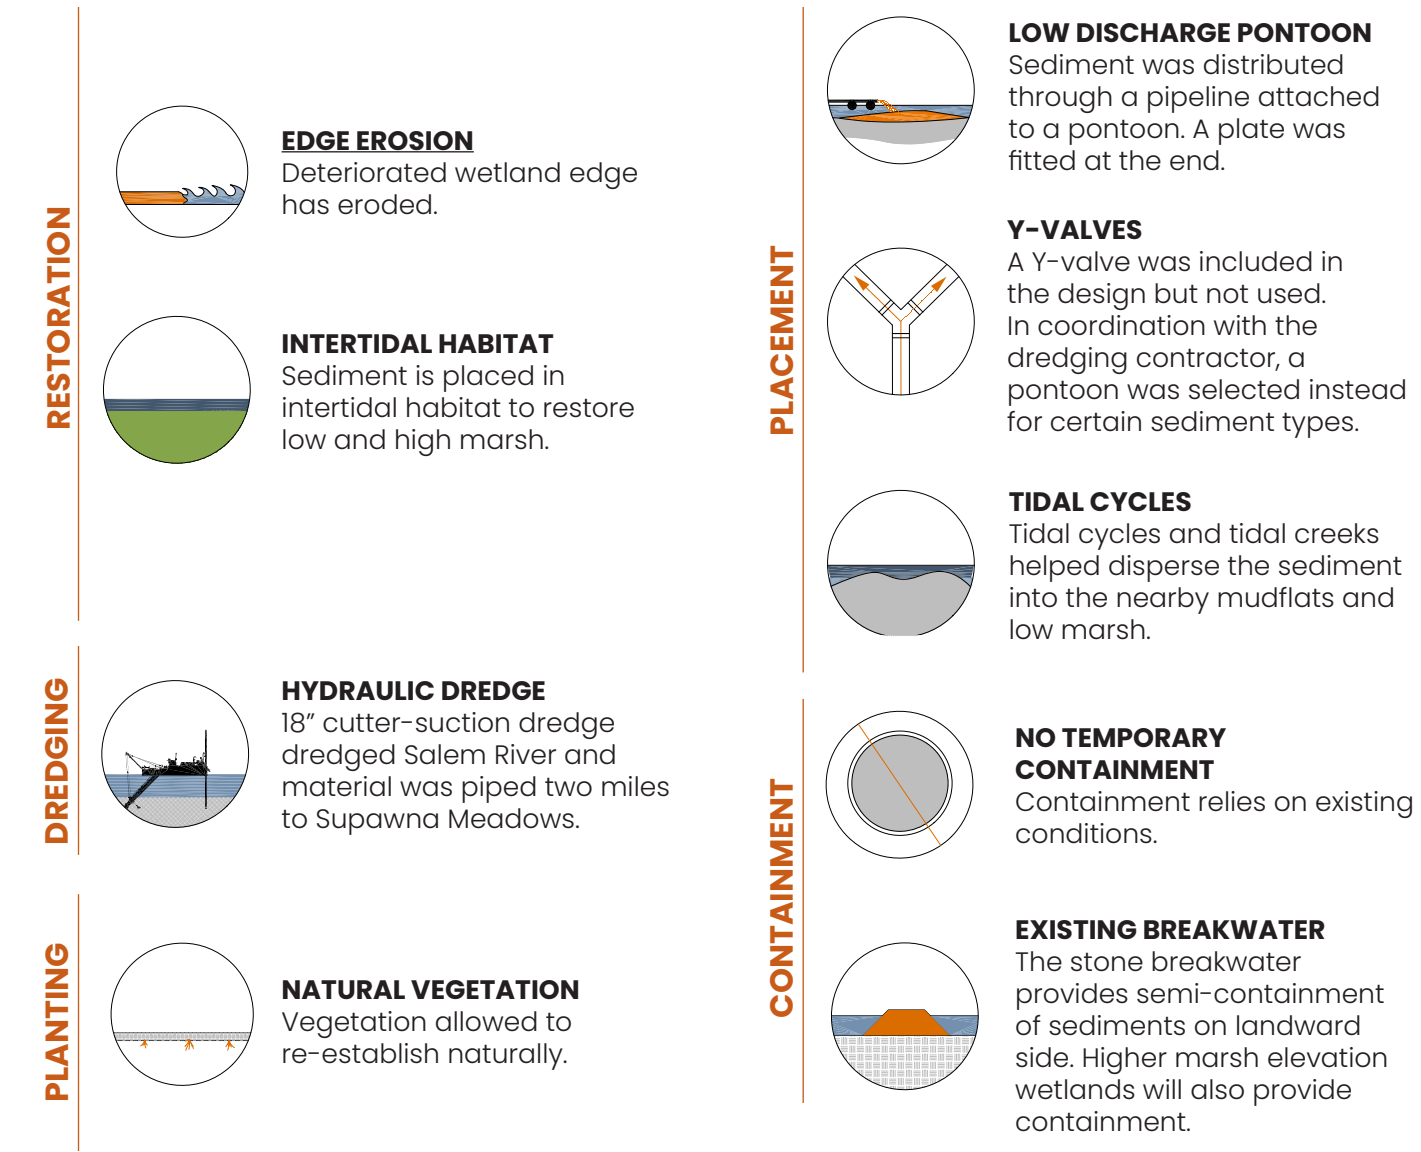 RESTORATION
EDGE EROSION
Deteriorated wetland edge
has eroded.
INTERTIDAL HABITAT
Sediment is placed in
intertidal habitat to restore
low and high marsh.
DREDGING
HYDRAULIC DREDGE
18” cutter-suction dredge
dredged Salem River and
material was piped two miles
to Supawna Meadows.
PLANTING
NATURAL VEGETATION
Vegetation allowed to
re-establish naturally.
PLACEMENT
LOW DISCHARGE PONTOON
Sediment was distributed
through a pipeline attached
to a pontoon. A plate was
fitted at the end.
Y-VALVES
A Y-valve was included in
the design but not used.
In coordination with the
dredging contractor, a
pontoon was selected instead
for certain sediment types.
TIDAL CYCLES
Tidal cycles and tidal creeks
helped disperse the sediment
into the nearby mudflats and
low marsh.
CONTAINMENT
NO TEMPORARY
CONTAINMENT
Containment relies on existing
conditions.
EXISTING BREAKWATER
The stone breakwater
provides semi-containment
of sediments on landward
side. Higher marsh elevation
wetlands will also provide
containment.